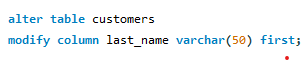 alter table customers
modify column last_name varchar(50) first;